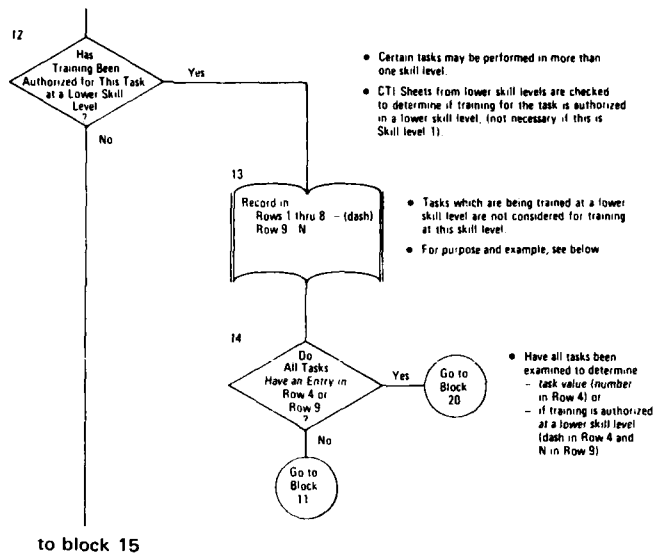 12
Has
Training Been
Authorized for This Task
at a Lower Skill
Level
?
Yes
No
● Certain tasks may be performed in more than
one skill level.
● CTI Sheets from lower skill levels are checked
to determine if training for the task is authorized
in a lower skill level, (not necessary if this is
Skill level 1).
13
Record in
Rows 1 thru 8 – (dash)
Row 9 N
● Tasks which are being trained at a lower
skill level are not considered for training
at this skill level.
● For purpose and example, see below
14
Do
All Tasks
Have an Entry in
Row 4 or
Row 9
?
Yes
Go to
Block
20
No
Go to
Block
11
● Have all tasks been
examined to determine
– task value (number
in Row 4) or
– if training is authorized
at a lower skill level
(dash in Row 4 and
N in Row 9)
to block 15